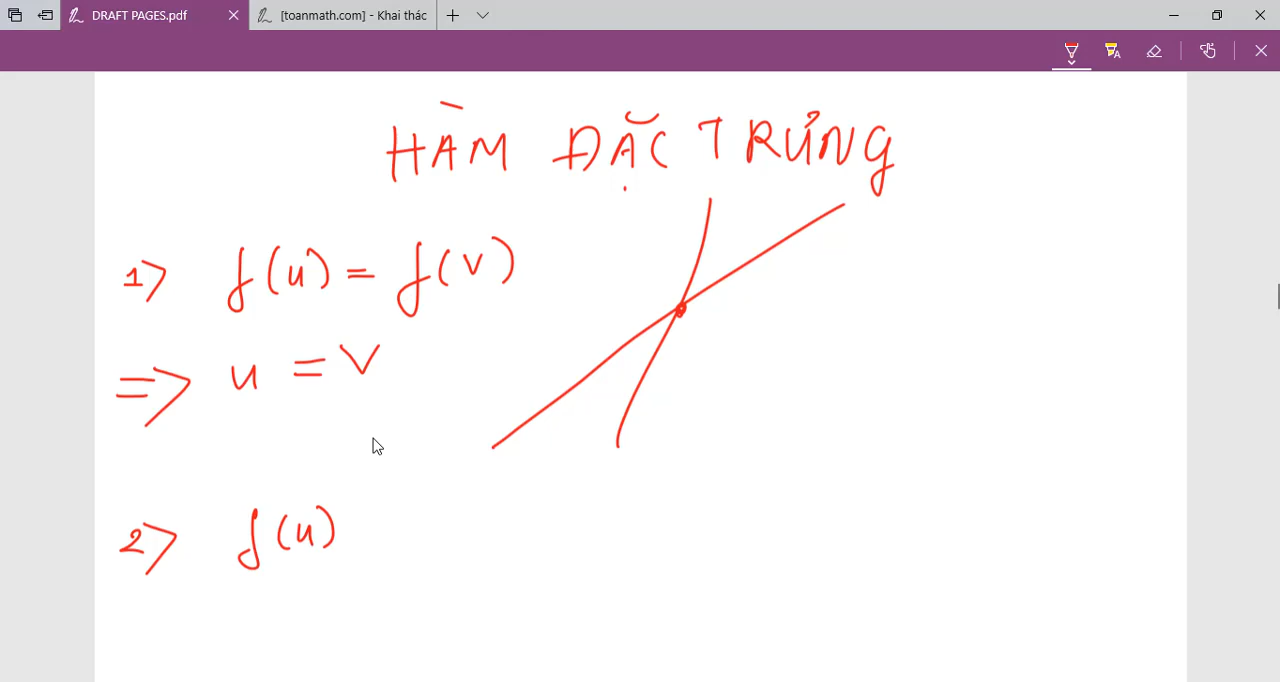 DRAFT PAGES.pdf
[toanmath.com] - Khai thác
HÀM ĐẶC TRƯNG
1> f(u) = f(v)
=> u = v
2> f(u)